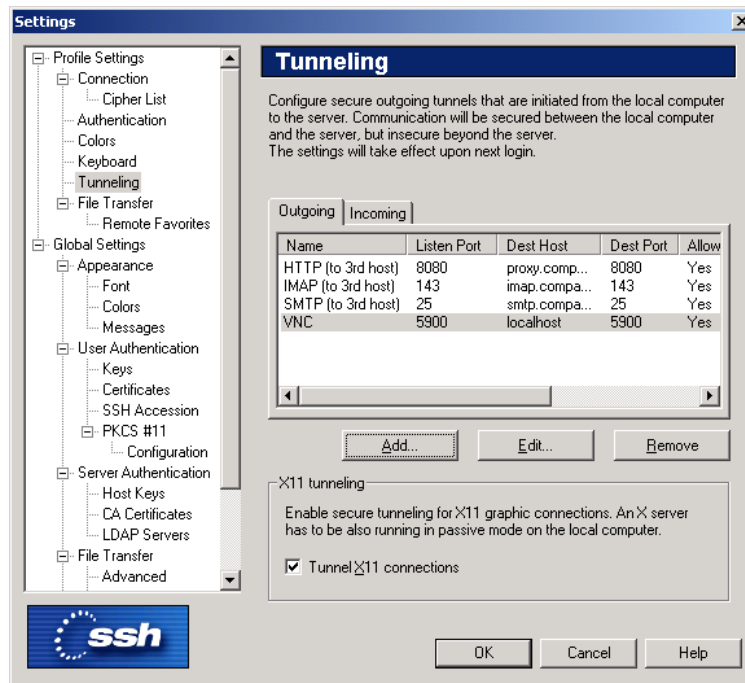 Settings
Profile Settings
Connection
Cipher List
Authentication
Colors
Keyboard
Tunneling
File Transfer
Remote Favorites
Global Settings
Appearance
Font
Colors
Messages
User Authentication
Keys
Certificates
SSH Accession
PKCS #11
Configuration
Server Authentication
Host Keys
CA Certificates
LDAP Servers
File Transfer
Advanced
ssh
Tunneling
Configure secure outgoing tunnels that are initiated from the local computer
to the server. Communication will be secured between the local computer
and the server, but insecure beyond the server.
The settings will take effect upon next login.
Outgoing Incoming
Name Listen Port Dest Host Dest Port Allow
HTTP (to 3rd host) 8080 proxy.comp... 8080 Yes
IMAP (to 3rd host) 143 imap.compa... 143 Yes
SMTP (to 3rd host) 25 smtp.compa... 25 Yes
VNC 5900 localhost 5900 Yes
Add... Edit... Remove
X11 tunneling
Enable secure tunneling for X11 graphic connections. An X server
has to be also running in passive mode on the local computer.
Tunnel X11 connections
OK Cancel Help